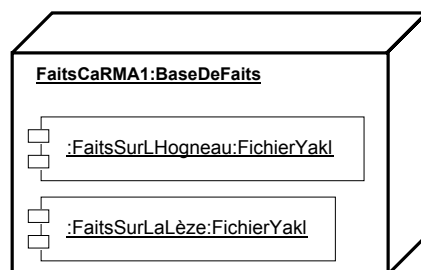 FaitsCaRMA1:BaseDeFaits
:FaitsSurLHogneau:FichierYakl
:FaitsSurLaLèze:FichierYakl